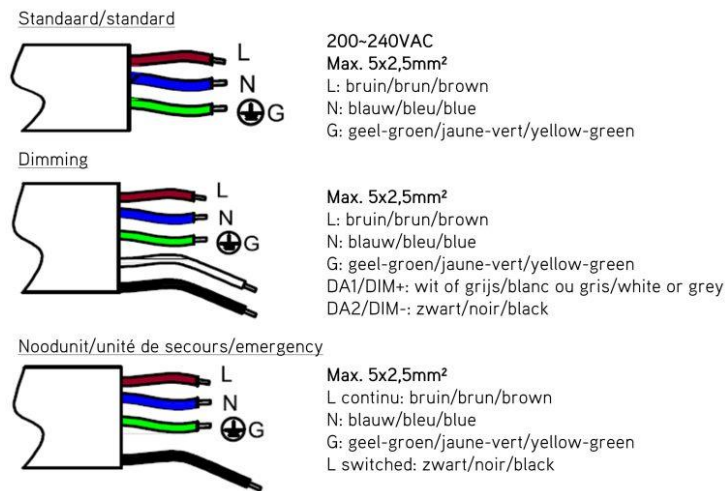 Standaard/standard
L
N
G
200~240VAC
Max. 5x2,5mm²
L: bruin/brun/brown
N: blauw/bleu/blue
G: geel-groen/jaune-vert/yellow-green
Dimming
L
N
G
Max. 5x2,5mm²
L: bruin/brun/brown
N: blauw/bleu/blue
G: geel-groen/jaune-vert/yellow-green
DA1/DIM+: wit of grijs/blanc ou gris/white or grey
DA2/DIM-: zwart/noir/black
Noodunit/unité de secours/emergency
L
N
G
Max. 5x2,5mm²
L continu: bruin/brun/brown
N: blauw/bleu/blue
G: geel-groen/jaune-vert/yellow-green
L switched: zwart/noir/black